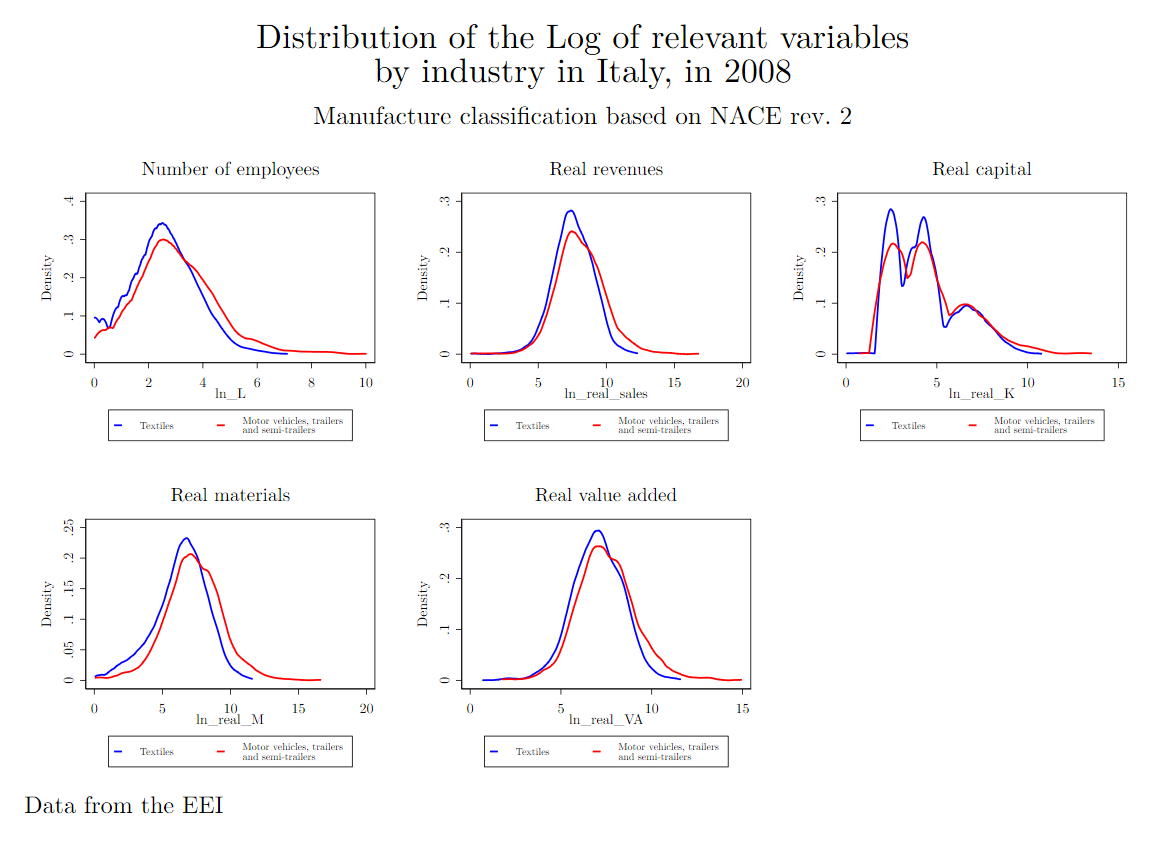 Distribution of the Log of relevant variables
by industry in Italy, in 2008
Manufacture classification based on NACE rev. 2
Number of employees
Density
0 .1 .2 .3 .4
0 2 4 6 8 10
ln_L
Textiles
Motor vehicles, trailers
and semi-trailers
Real revenues
Density
0 .1 .2 .3
0 5 10 15 20
ln_real_sales
Textiles
Motor vehicles, trailers
and semi-trailers
Real capital
Density
0 .1 .2 .3
0 5 10 15
ln_real_K
Textiles
Motor vehicles, trailers
and semi-trailers
Real materials
Density
0 .05 .1 .15 .2 .25
0 5 10 15 20
ln_real_M
Textiles
Motor vehicles, trailers
and semi-trailers
Real value added
Density
0 .1 .2 .3
0 5 10 15
ln_real_VA
Textiles
Motor vehicles, trailers
and semi-trailers
Data from the EEI